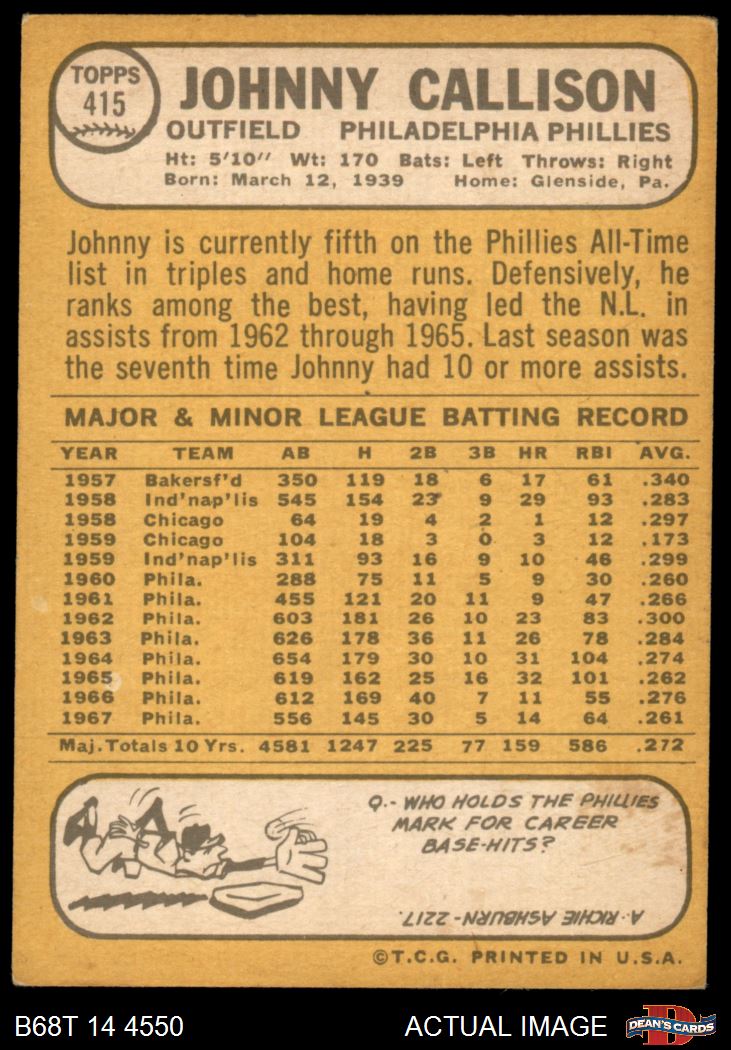 TOPPS
415
JOHNNY CALLISON
OUTFIELD PHILADELPHIA PHILLIES
Ht: 5'10" Wt: 170 Bats: Left Throws: Right
Born: March 12, 1939 Home: Glenside, Pa.
Johnny is currently fifth on the Phillies All-Time
list in triples and home runs. Defensively, he
ranks among the best, having led the N.L. in
assists from 1962 through 1965. Last season was
the seventh time Johnny had 10 or more assists.
MAJOR & MINOR LEAGUE BATTING RECORD
YEAR TEAM AB H 2B 3B HR RBI AVG.
1957 Bakersf'd 350 119 18 6 17 61 .340
1958 Ind'nap'lis 545 154 23 9 29 93 .283
1958 Chicago 64 19 4 2 1 12 .297
1959 Chicago 104 18 3 0 3 12 .173
1959 Ind'nap'lis 311 93 16 9 10 46 .299
1960 Phila. 288 75 11 5 9 30 .260
1961 Phila. 455 121 20 11 9 47 .266
1962 Phila. 603 181 26 10 23 83 .300
1963 Phila. 626 178 36 11 26 78 .284
1964 Phila. 654 179 30 10 31 104 .274
1965 Phila. 619 162 25 16 32 101 .262
1966 Phila. 612 169 40 7 11 55 .276
1967 Phila. 556 145 30 5 14 64 .261
Maj. Totals 10 Yrs. 4581 1247 225 77 159 586 .272
Q.- WHO HOLDS THE PHILLIES
MARK FOR CAREER
BASE-HITS?
A. RICHIE ASHBURN - 2217.
©T.C.G. PRINTED IN U.S.A.
B68T 14 4550 ACTUAL IMAGE
DEAN'S CARDS